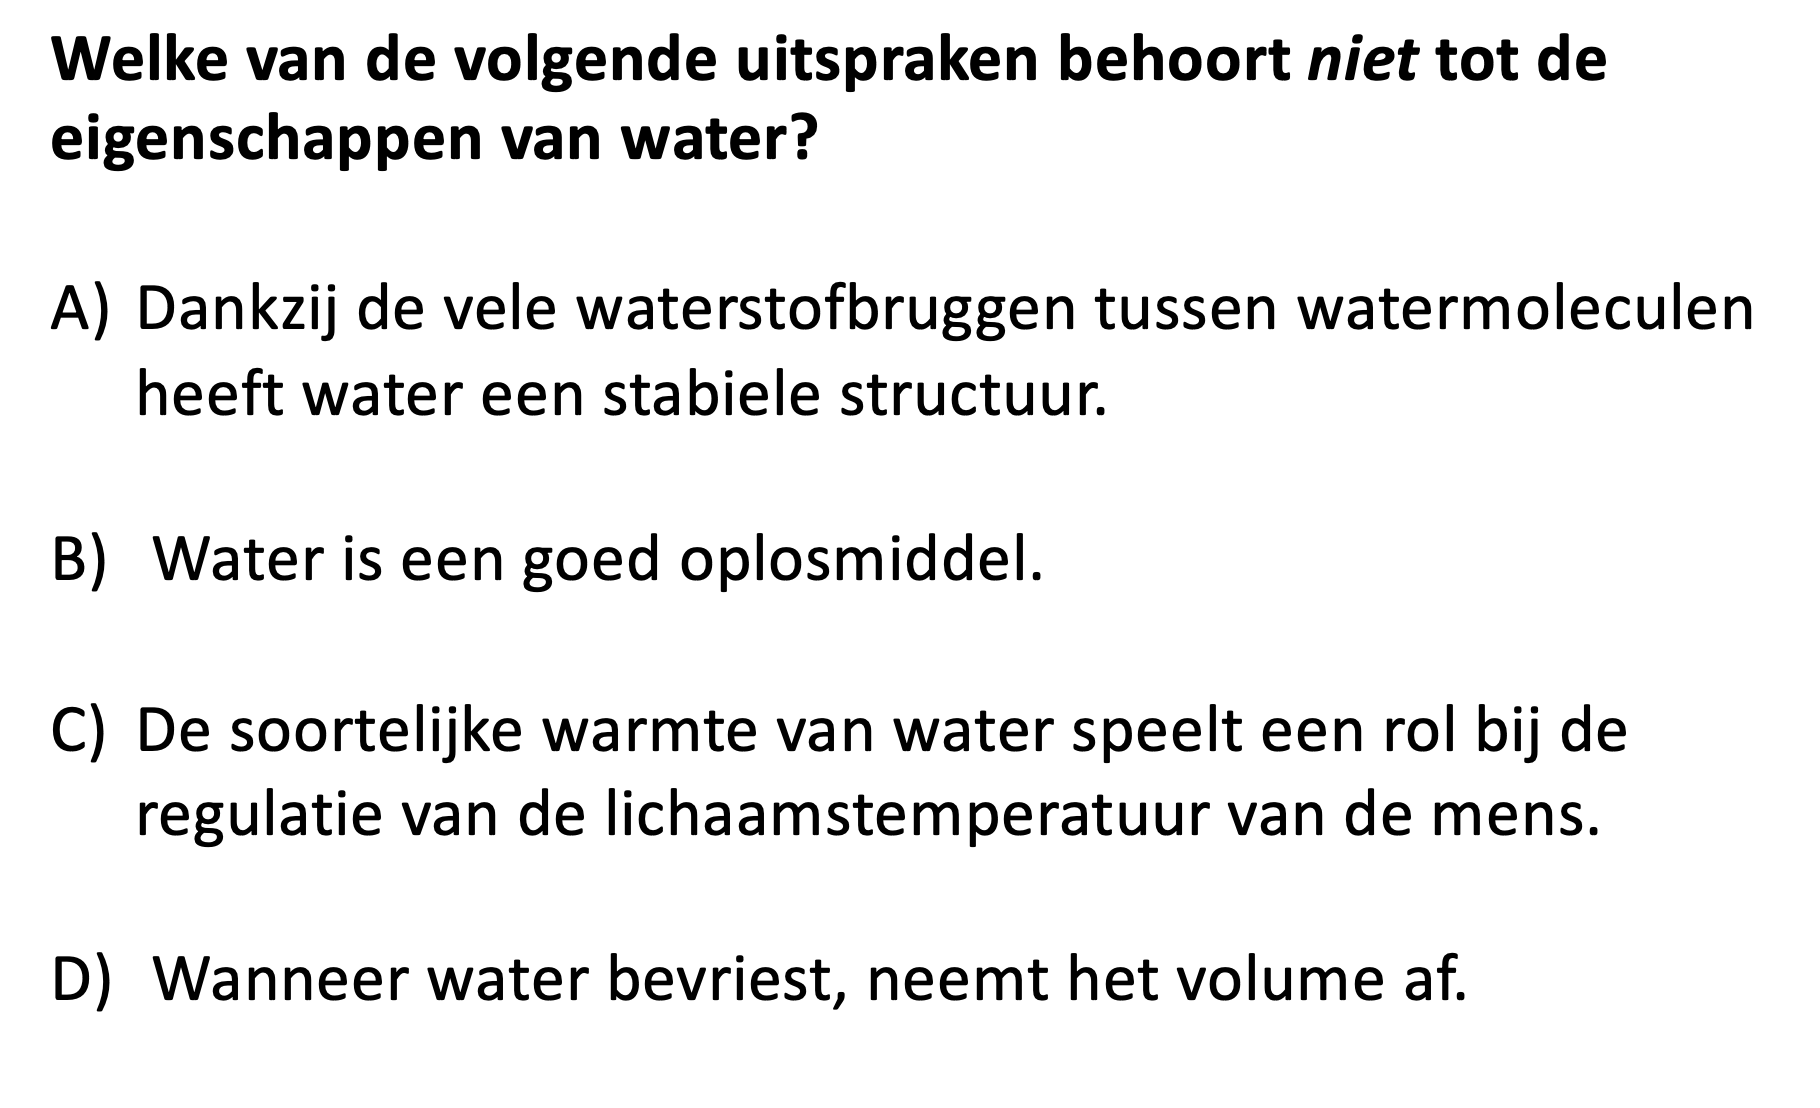 Welke van de volgende uitspraken behoort niet tot de
eigenschappen van water?
A) Dankzij de vele waterstofbruggen tussen watermoleculen
heeft water een stabiele structuur.
B) Water is een goed oplosmiddel.
C) De soortelijke warmte van water speelt een rol bij de
regulatie van de lichaamstemperatuur van de mens.
D) Wanneer water bevriest, neemt het volume af.